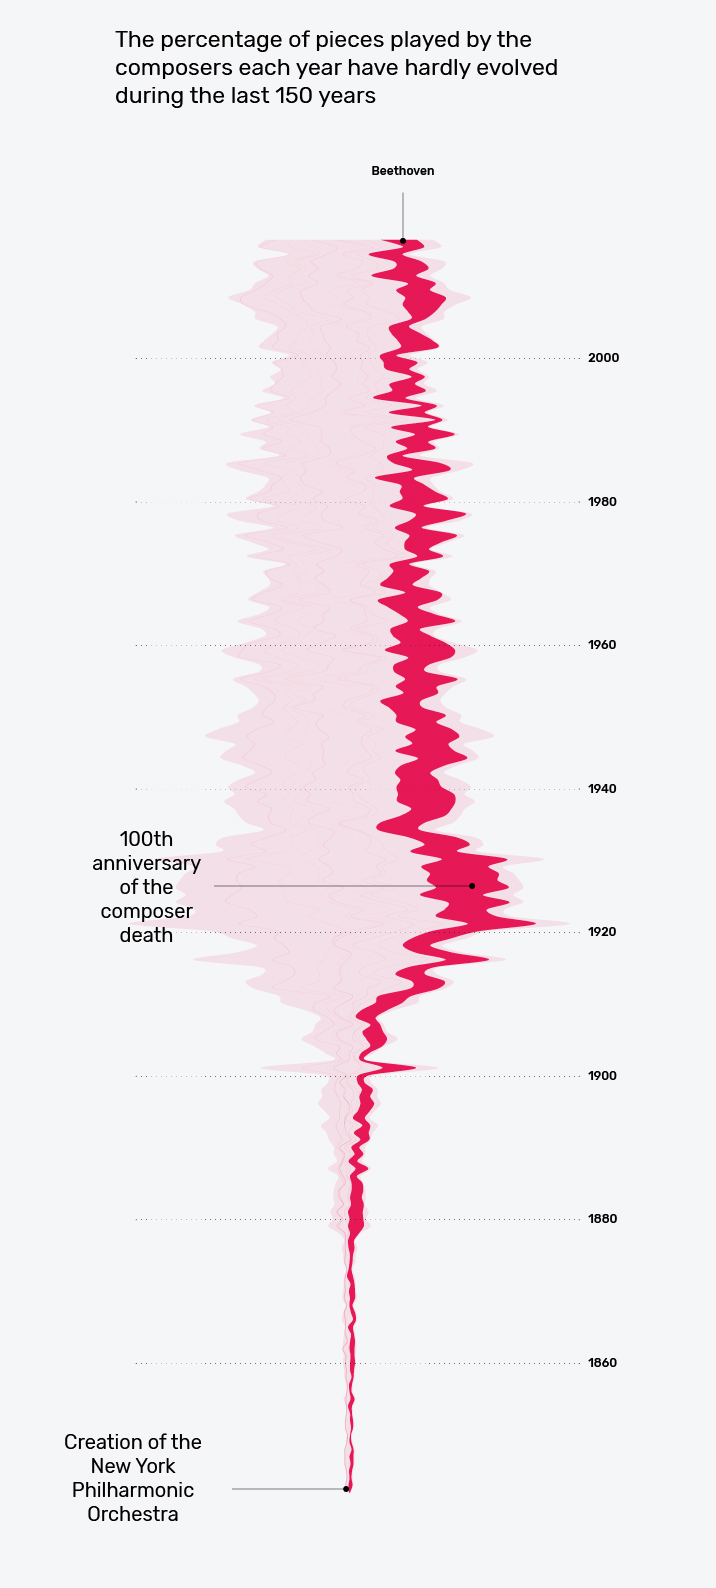 The percentage of pieces played by the
composers each year have hardly evolved
during the last 150 years
Beethoven
2000
1980
1960
1940
100th
anniversary
of the
composer
death
1920
1900
1880
1860
Creation of the
New York
Philharmonic
Orchestra